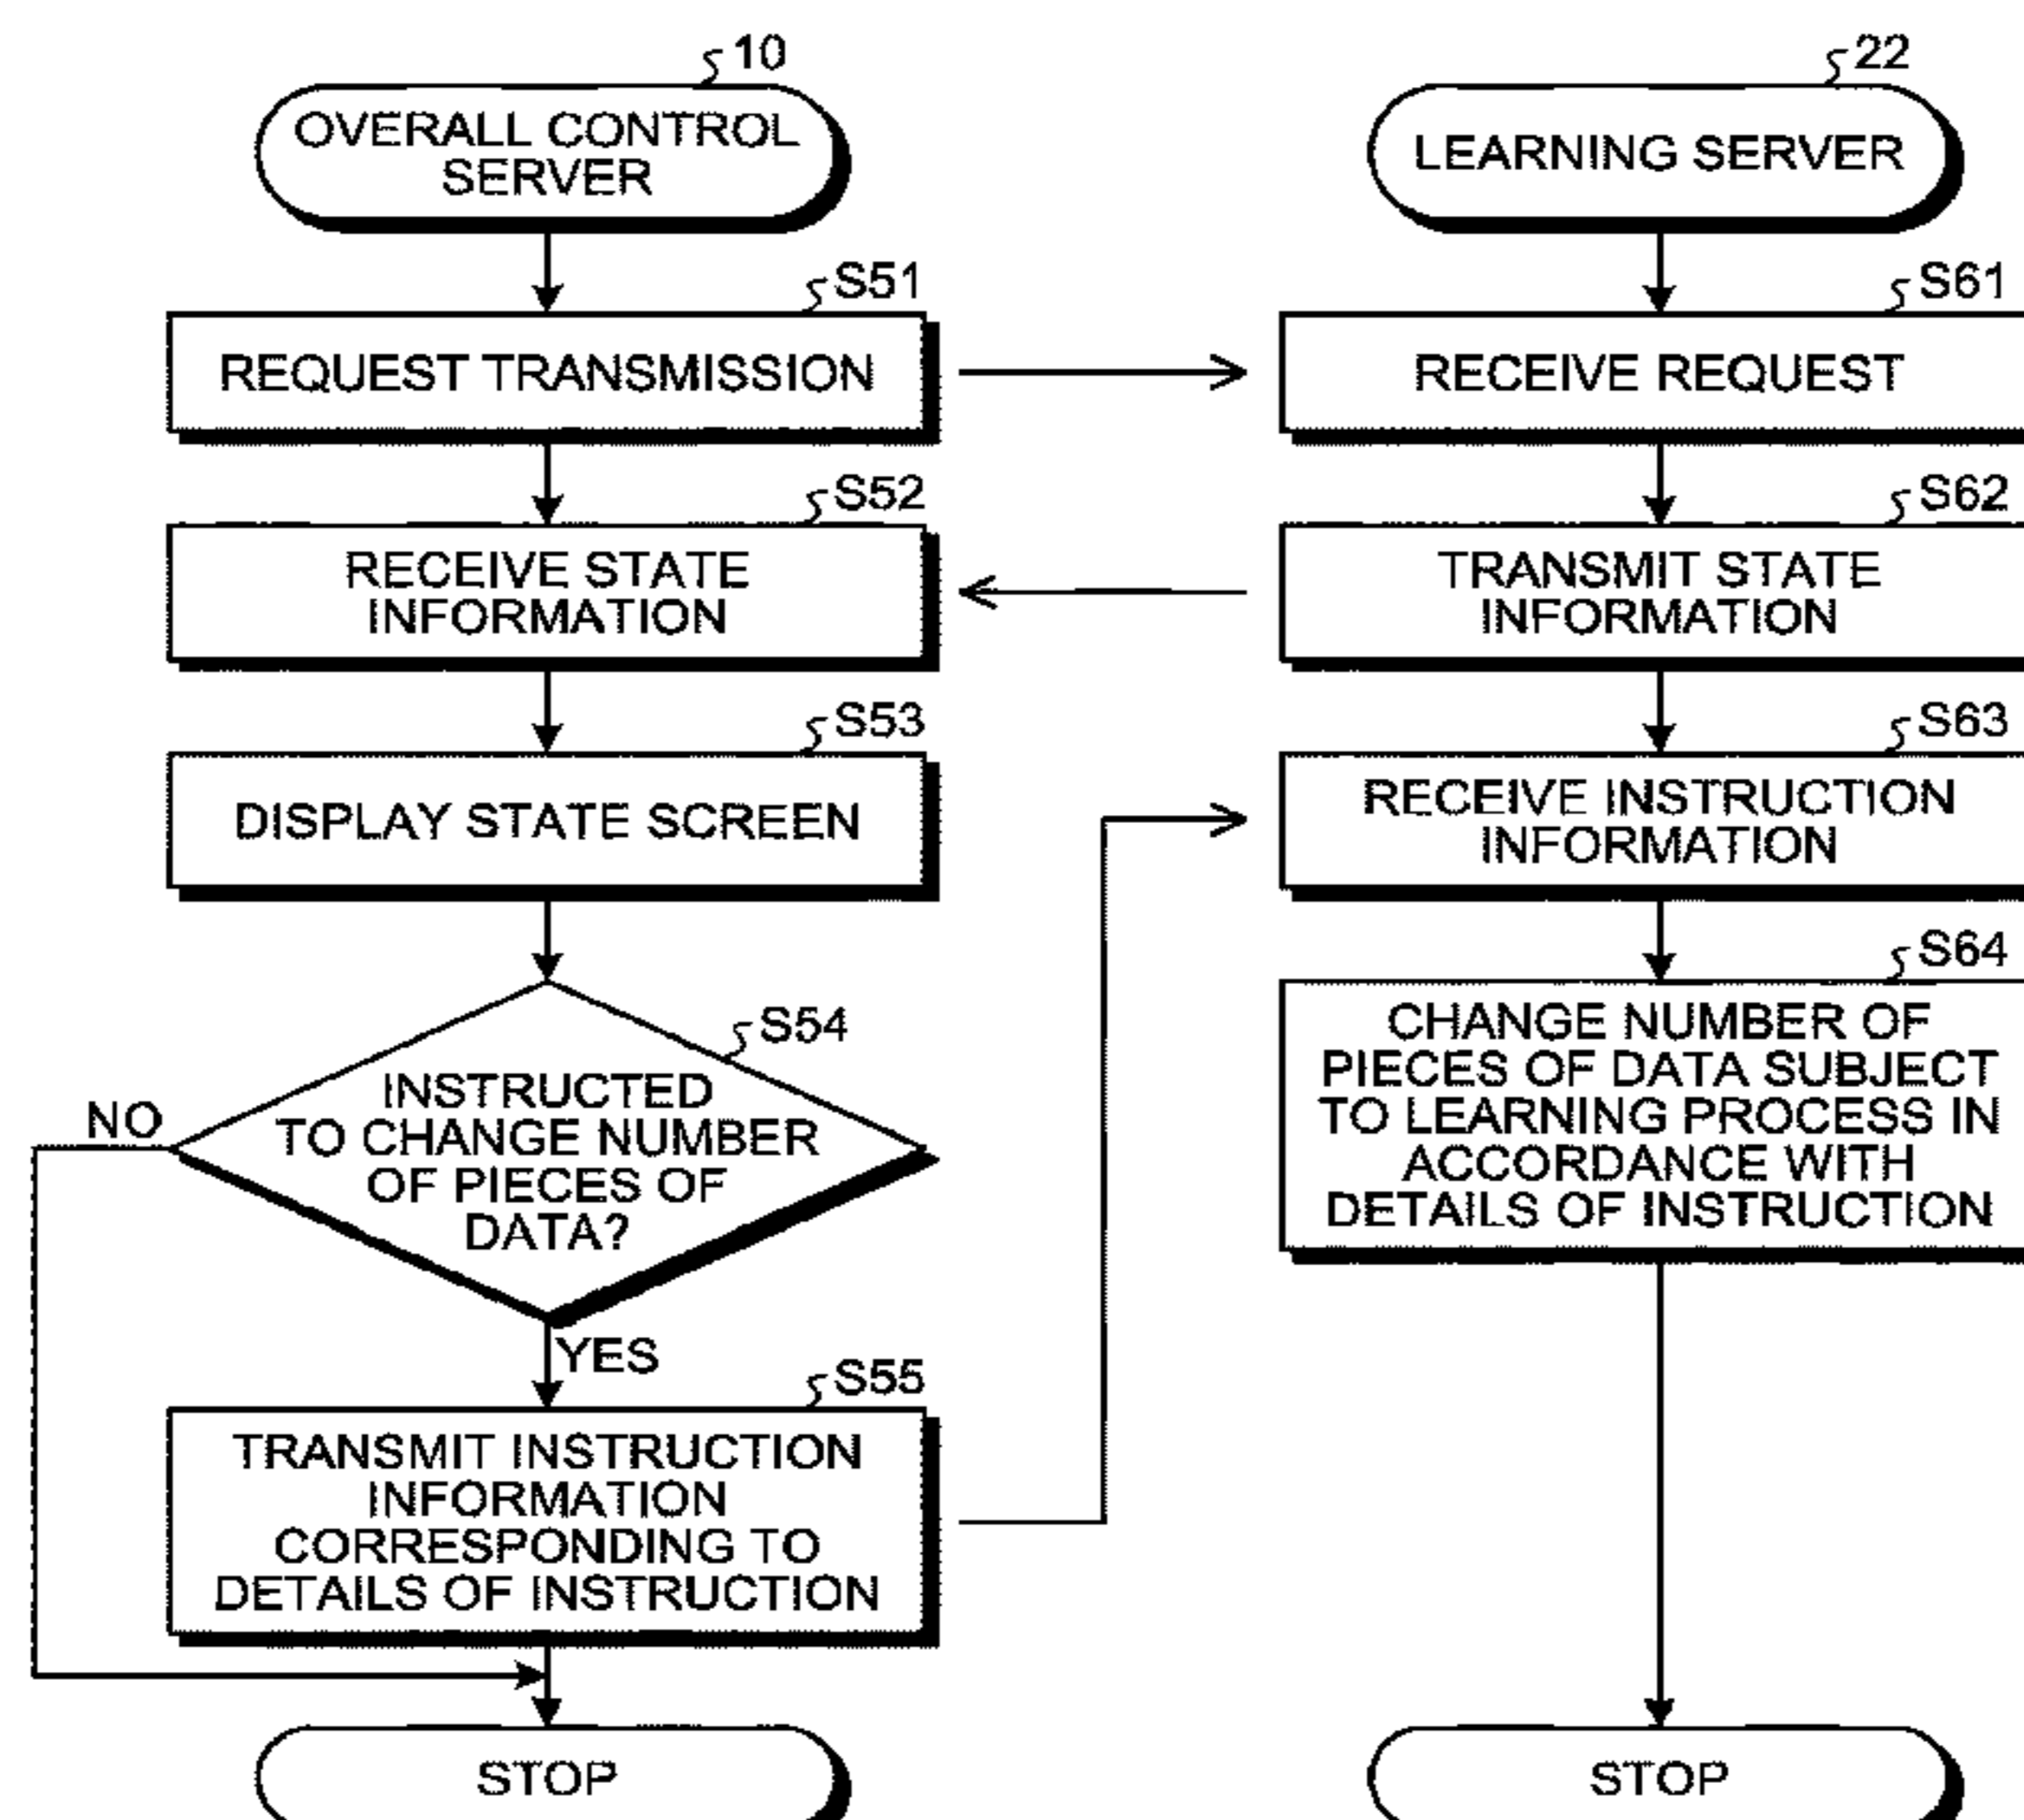 10
OVERALL CONTROL
SERVER
S51
REQUEST TRANSMISSION
S52
RECEIVE STATE
INFORMATION
S53
DISPLAY STATE SCREEN
S54
INSTRUCTED
TO CHANGE NUMBER
OF PIECES OF
DATA?
NO
YES
S55
TRANSMIT INSTRUCTION
INFORMATION
CORRESPONDING TO
DETAILS OF INSTRUCTION
STOP
22
LEARNING SERVER
S61
RECEIVE REQUEST
S62
TRANSMIT STATE
INFORMATION
S63
RECEIVE INSTRUCTION
INFORMATION
S64
CHANGE NUMBER OF
PIECES OF DATA SUBJECT
TO LEARNING PROCESS IN
ACCORDANCE WITH
DETAILS OF INSTRUCTION
STOP